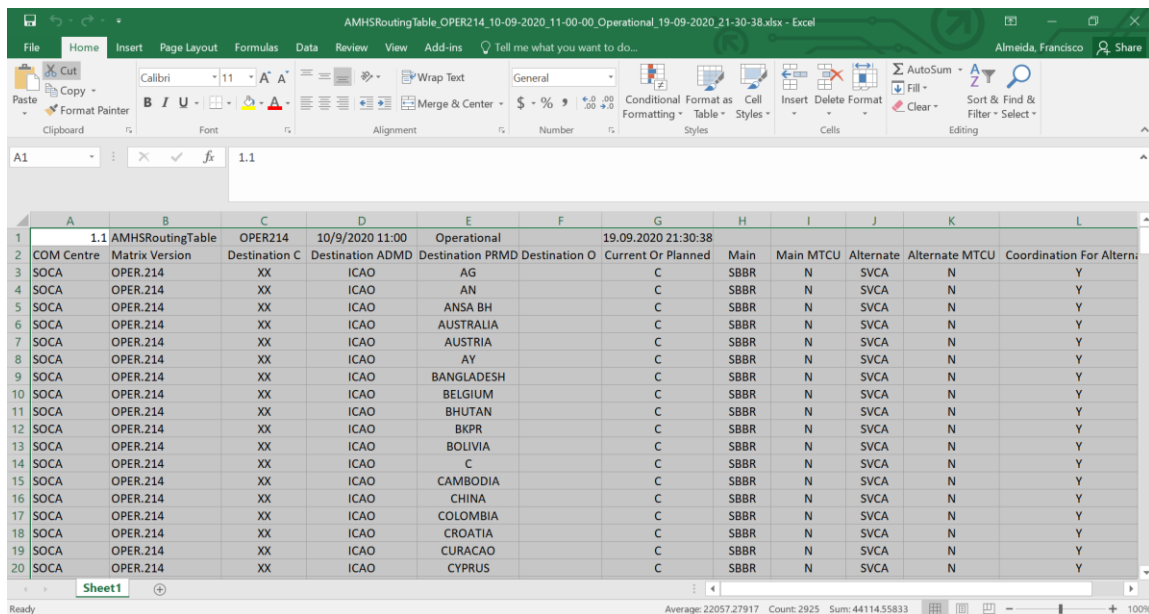 AMHSRoutingTable_OPER214_10-09-2020_11-00-00_Operational_19-09-2020_21-30-38.xlsx - Excel
File Home Insert Page Layout Formulas Data Review View Add-ins Tell me what you want to do... Almeida, Francisco Share
Cut Calibri 11 Wrap Text General AutoSum
Copy Fill
Paste Format Painter B I U Merge & Center $ % Conditional Formatting Format as Table Cell Styles Insert Delete Format Clear Sort & Filter Find & Select
Clipboard Font Alignment Number Styles Cells Editing
A1 fx 1.1
A B C D E F G H I J K L
1 1.1 AMHSRoutingTable OPER214 10/9/2020 11:00 Operational 19.09.2020 21:30:38
2 COM Centre Matrix Version Destination C Destination ADMD Destination PRMD Destination O Current Or Planned Main Main MTCU Alternate Alternate MTCU Coordination For Alterna
3 SOCA OPER.214 XX ICAO AG C SBBR N SVCA N Y
4 SOCA OPER.214 XX ICAO AN C SBBR N SVCA N Y
5 SOCA OPER.214 XX ICAO ANSA BH C SBBR N SVCA N Y
6 SOCA OPER.214 XX ICAO AUSTRALIA C SBBR N SVCA N Y
7 SOCA OPER.214 XX ICAO AUSTRIA C SBBR N SVCA N Y
8 SOCA OPER.214 XX ICAO AY C SBBR N SVCA N Y
9 SOCA OPER.214 XX ICAO BANGLADESH C SBBR N SVCA N Y
10 SOCA OPER.214 XX ICAO BELGIUM C SBBR N SVCA N Y
11 SOCA OPER.214 XX ICAO BHUTAN C SBBR N SVCA N Y
12 SOCA OPER.214 XX ICAO BKPR C SBBR N SVCA N Y
13 SOCA OPER.214 XX ICAO BOLIVIA C SBBR N SVCA N Y
14 SOCA OPER.214 XX ICAO C C SBBR N SVCA N Y
15 SOCA OPER.214 XX ICAO CAMBODIA C SBBR N SVCA N Y
16 SOCA OPER.214 XX ICAO CHINA C SBBR N SVCA N Y
17 SOCA OPER.214 XX ICAO COLOMBIA C SBBR N SVCA N Y
18 SOCA OPER.214 XX ICAO CROATIA C SBBR N SVCA N Y
19 SOCA OPER.214 XX ICAO CURACAO C SBBR N SVCA N Y
20 SOCA OPER.214 XX ICAO CYPRUS C SBBR N SVCA N Y
Sheet1
Ready Average: 22057.27917 Count: 2925 Sum: 44114.55833 100%